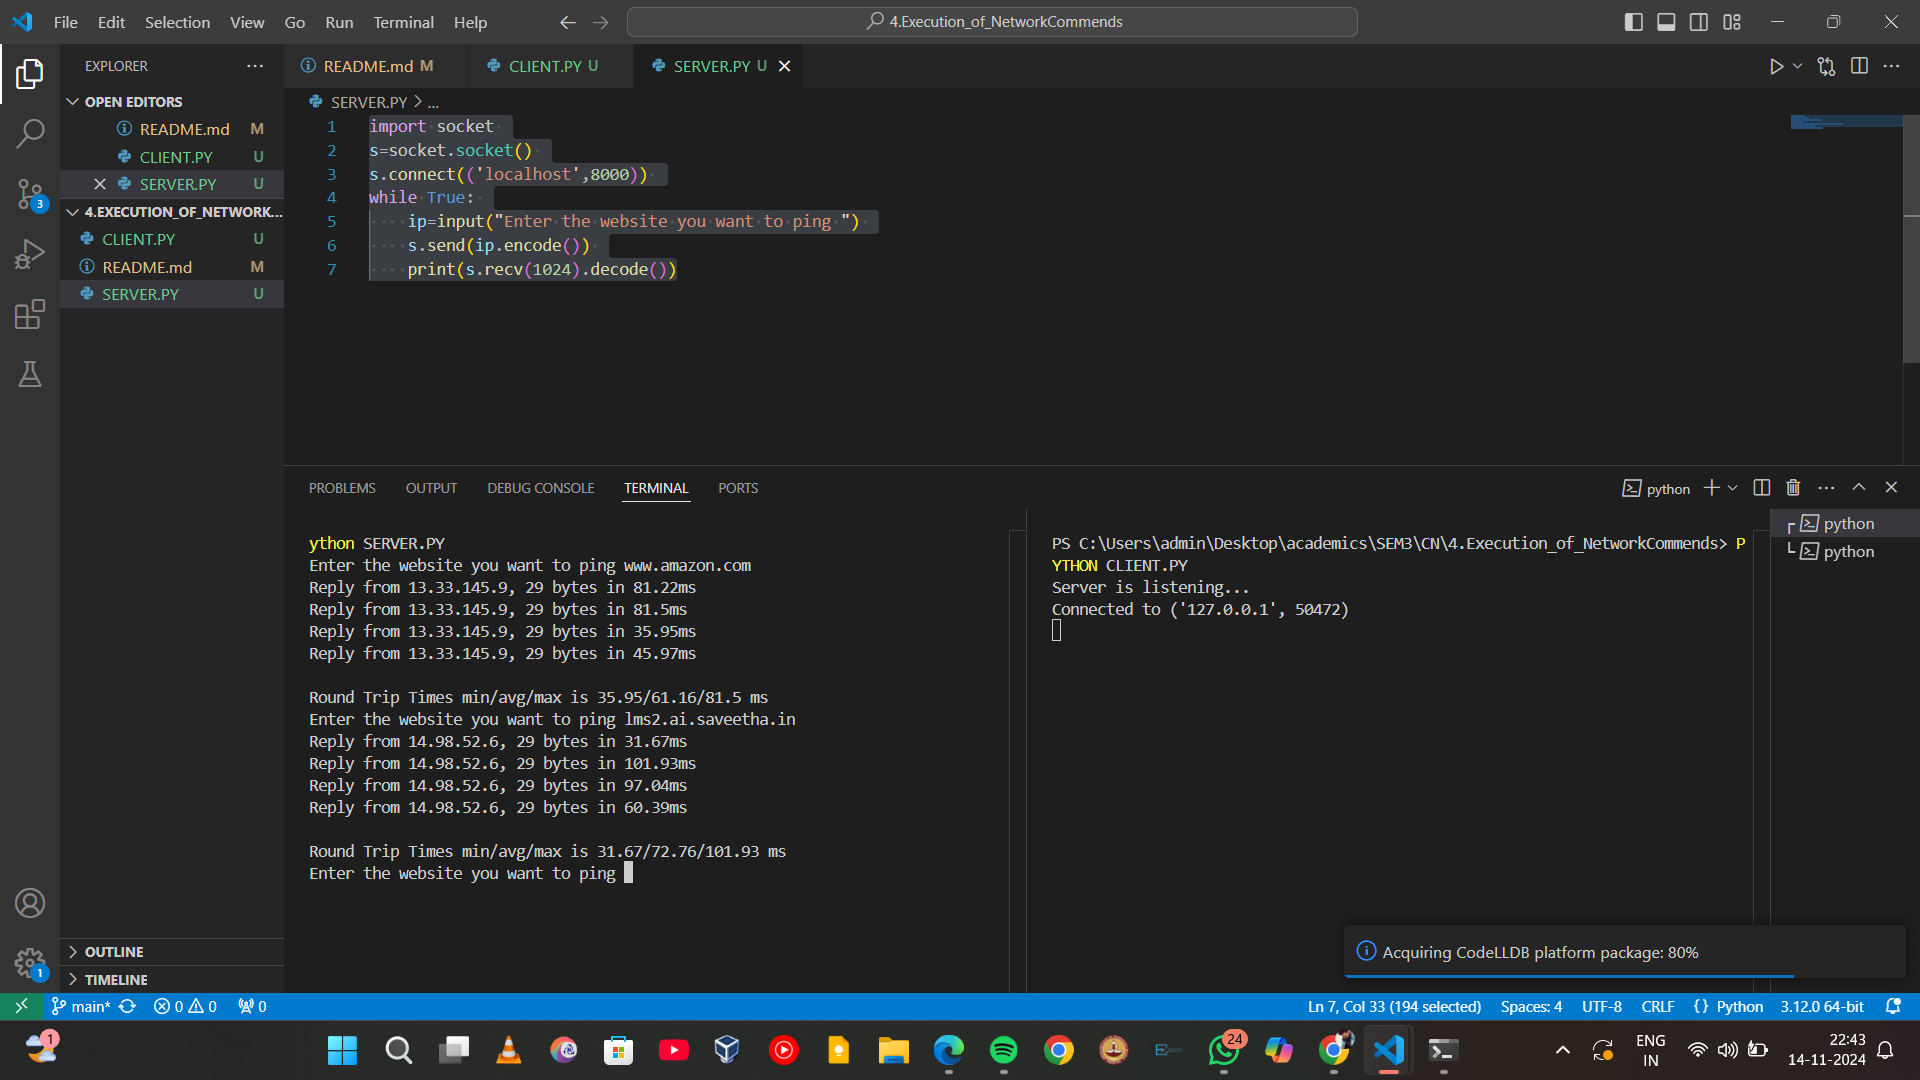 File Edit Selection View Go Run Terminal Help
4.Execution_of_NetworkCommends
EXPLORER
OPEN EDITORS
README.md M
CLIENT.PY U
SERVER.PY U
4.EXECUTION_OF_NETWORK...
CLIENT.PY U
README.md M
SERVER.PY U
OUTLINE
TIMELINE
3
1
README.md M
CLIENT.PY U
SERVER.PY U
SERVER.PY > ...
1 import socket
2 s=socket.socket()
3 s.connect(('localhost',8000))
4 while True:
5 ip=input("Enter the website you want to ping ")
6 s.send(ip.encode())
7 print(s.recv(1024).decode())
PROBLEMS OUTPUT DEBUG CONSOLE TERMINAL PORTS
python
ython SERVER.PY
Enter the website you want to ping www.amazon.com
Reply from 13.33.145.9, 29 bytes in 81.22ms
Reply from 13.33.145.9, 29 bytes in 81.5ms
Reply from 13.33.145.9, 29 bytes in 35.95ms
Reply from 13.33.145.9, 29 bytes in 45.97ms
Round Trip Times min/avg/max is 35.95/61.16/81.5 ms
Enter the website you want to ping lms2.ai.saveetha.in
Reply from 14.98.52.6, 29 bytes in 31.67ms
Reply from 14.98.52.6, 29 bytes in 101.93ms
Reply from 14.98.52.6, 29 bytes in 97.04ms
Reply from 14.98.52.6, 29 bytes in 60.39ms
Round Trip Times min/avg/max is 31.67/72.76/101.93 ms
Enter the website you want to ping
PS C:\Users\admin\Desktop\academics\SEM3\CN\4.Execution_of_NetworkCommends> P
YTHON CLIENT.PY
Server is listening...
Connected to ('127.0.0.1', 50472)
python
python
Acquiring CodeLLDB platform package: 80%
main* 0 0 0
Ln 7, Col 33 (194 selected) Spaces: 4 UTF-8 CRLF {} Python 3.12.0 64-bit
1
24
ENG
IN
22:43
14-11-2024